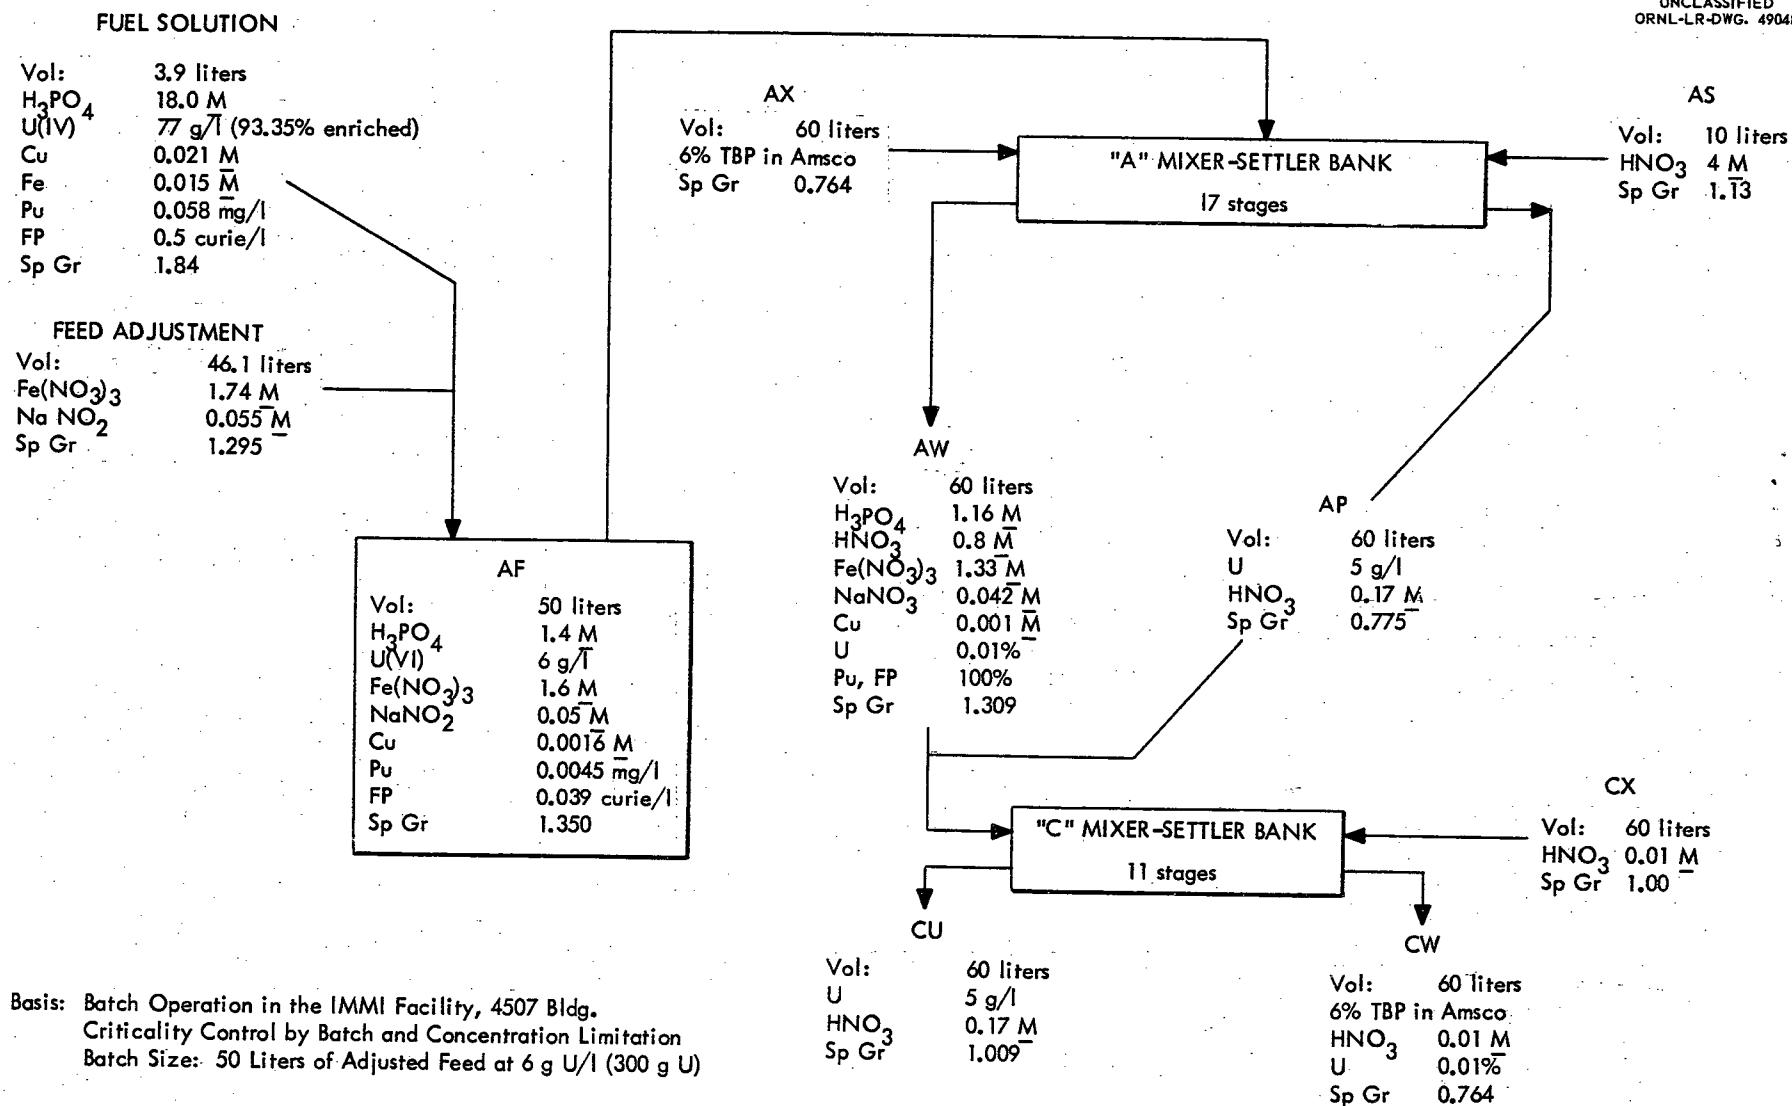 UNCLASSIFIED
ORNL-LR-DWG. 4904
FUEL SOLUTION
Vol: 3.9 liters
H3PO4 18.0 M
U(IV) 77 g/l (93.35% enriched)
Cu 0.021 M
Fe 0.015 M
Pu 0.058 mg/l
FP 0.5 curie/l
Sp Gr 1.84
FEED ADJUSTMENT
Vol: 46.1 liters
Fe(NO3)3 1.74 M
Na NO2 0.055 M
Sp Gr 1.295
AF
Vol: 50 liters
H3PO4 1.4 M
U(VI) 6 g/l
Fe(NO3)3 1.6 M
NaNO2 0.05 M
Cu 0.0016 M
Pu 0.0045 mg/l
FP 0.039 curie/l
Sp Gr 1.350
AX
Vol: 60 liters
6% TBP in Amsco
Sp Gr 0.764
"A" MIXER-SETTLER BANK
17 stages
AS
Vol: 10 liters
HNO3 4 M
Sp Gr 1.13
AW
Vol: 60 liters
H3PO4 1.16 M
HNO3 0.8 M
Fe(NO3)3 1.33 M
NaNO3 0.042 M
Cu 0.001 M
U 0.01%
Pu, FP 100%
Sp Gr 1.309
AP
Vol: 60 liters
U 5 g/l
HNO3 0.17 M
Sp Gr 0.775
"C" MIXER-SETTLER BANK
11 stages
CX
Vol: 60 liters
HNO3 0.01 M
Sp Gr 1.00
CU
Vol: 60 liters
U 5 g/l
HNO3 0.17 M
Sp Gr 1.009
CW
Vol: 60 liters
6% TBP in Amsco
HNO3 0.01 M
U 0.01%
Sp Gr 0.764
Basis: Batch Operation in the IMMI Facility, 4507 Bldg.
Criticality Control by Batch and Concentration Limitation
Batch Size: 50 Liters of Adjusted Feed at 6 g U/l (300 g U)